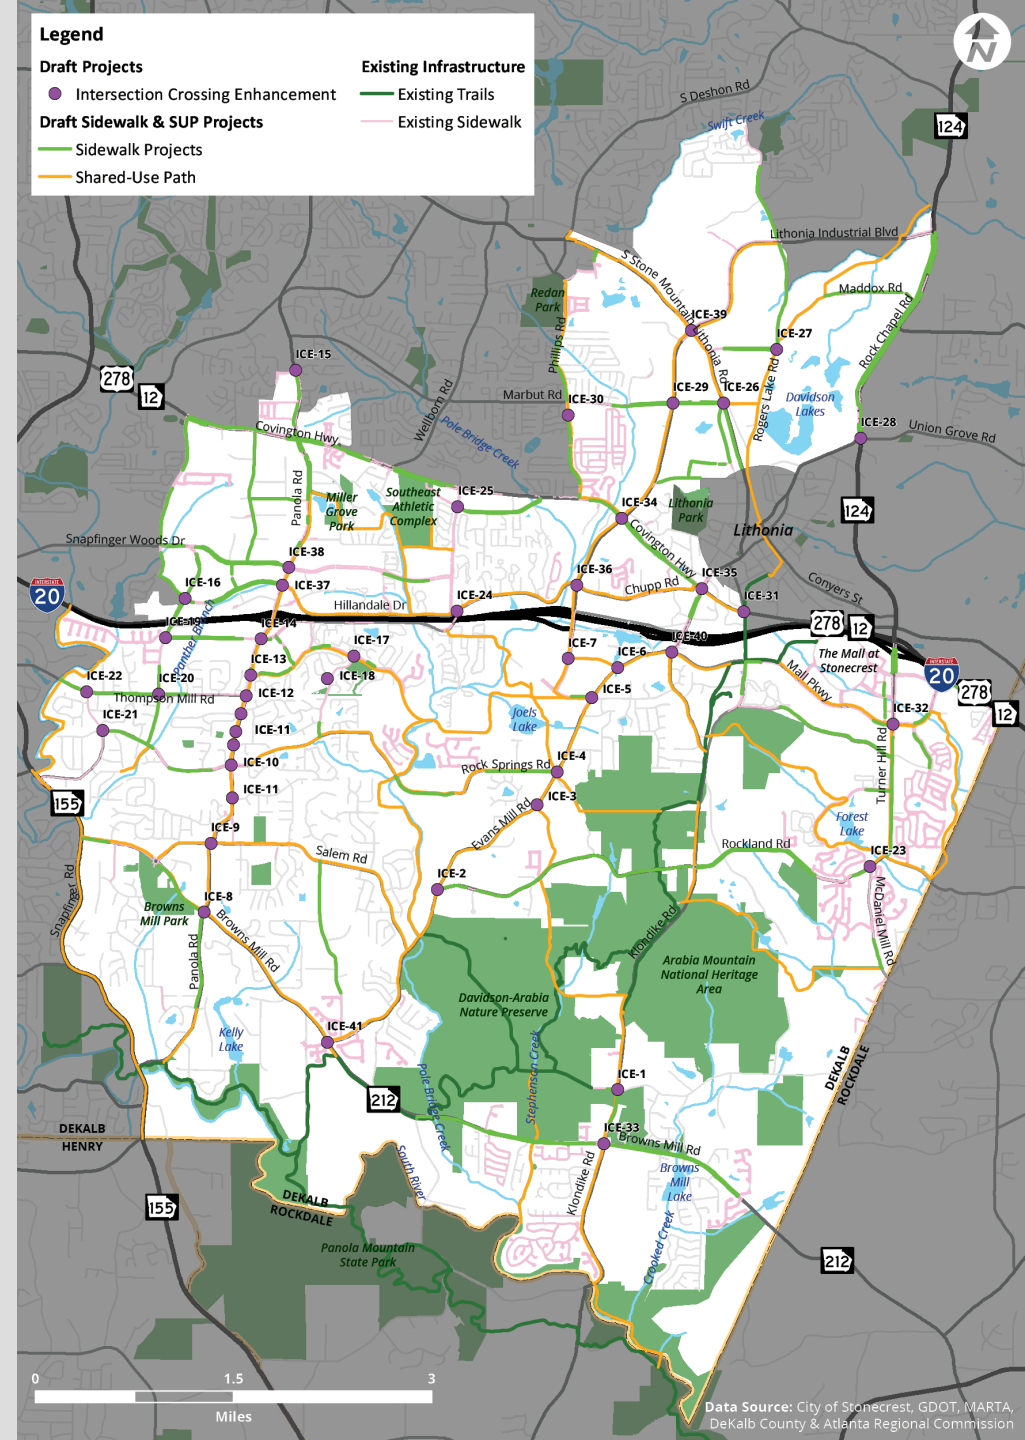 Legend
Draft Projects
Intersection Crossing Enhancement
Draft Sidewalk & SUP Projects
Sidewalk Projects
Shared-Use Path
Existing Infrastructure
Existing Trails
Existing Sidewalk
N
S Deshon Rd
Swift Creek
124
Lithonia Industrial Blvd
S Stone Mountain Lithonia Rd
Maddox Rd
Redan
Park
Phillips Rd
ICE-39
ICE-27
Rock Chapel Rd
ICE-15
278
12
Marbut Rd
ICE-30
ICE-29
ICE-26
Rogers Lake Rd
Davidson
Lakes
ICE-28
Union Grove Rd
Wellborn Rd
Pole Bridge Creek
Covington Hwy
Panola Rd
Miller
Grove
Park
Southeast
Athletic
Complex
ICE-25
ICE-34
Lithonia
Park
124
Lithonia
Covington Hwy
Snapfinger Woods Dr
ICE-38
ICE-16
ICE-37
ICE-36
Chupp Rd
ICE-35
Conyers St
INTERSTATE
20
Hillandale Dr
ICE-24
ICE-31
278
12
ICE-19
ICE-14
Panther Branch
ICE-17
ICE-7
ICE-6
ICE-40
The Mall at
Stonecrest
INTERSTATE
20
278
12
ICE-22
ICE-20
ICE-13
ICE-18
Mall Pkwy
Thompson Mill Rd
ICE-12
ICE-5
ICE-21
ICE-11
Joels
Lake
ICE-32
Turner Hill Rd
ICE-10
Rock Springs Rd
ICE-4
155
ICE-11
ICE-3
Evans Mill Rd
Forest
Lake
ICE-9
Salem Rd
Rockland Rd
ICE-23
Snapfinger Rd
ICE-2
McDaniel Mill Rd
ICE-8
Browns
Mill Park
Browns Mill Rd
Panola Rd
Klondike Rd
Arabia Mountain
National Heritage
Area
Davidson-Arabia
Nature Preserve
Kelly
Lake
ICE-41
Stephenson Creek
Pole Bridge Creek
ICE-1
DEKALB
ROCKDALE
212
DEKALB
HENRY
ICE-33
Browns Mill Rd
South River
Klondike Rd
Browns
Mill
Lake
DEKALB
ROCKDALE
155
Crooked Creek
Panola Mountain
State Park
212
0
1.5
3
Miles
Data Source: City of Stonecrest, GDOT, MARTA,
DeKalb County & Atlanta Regional Commission